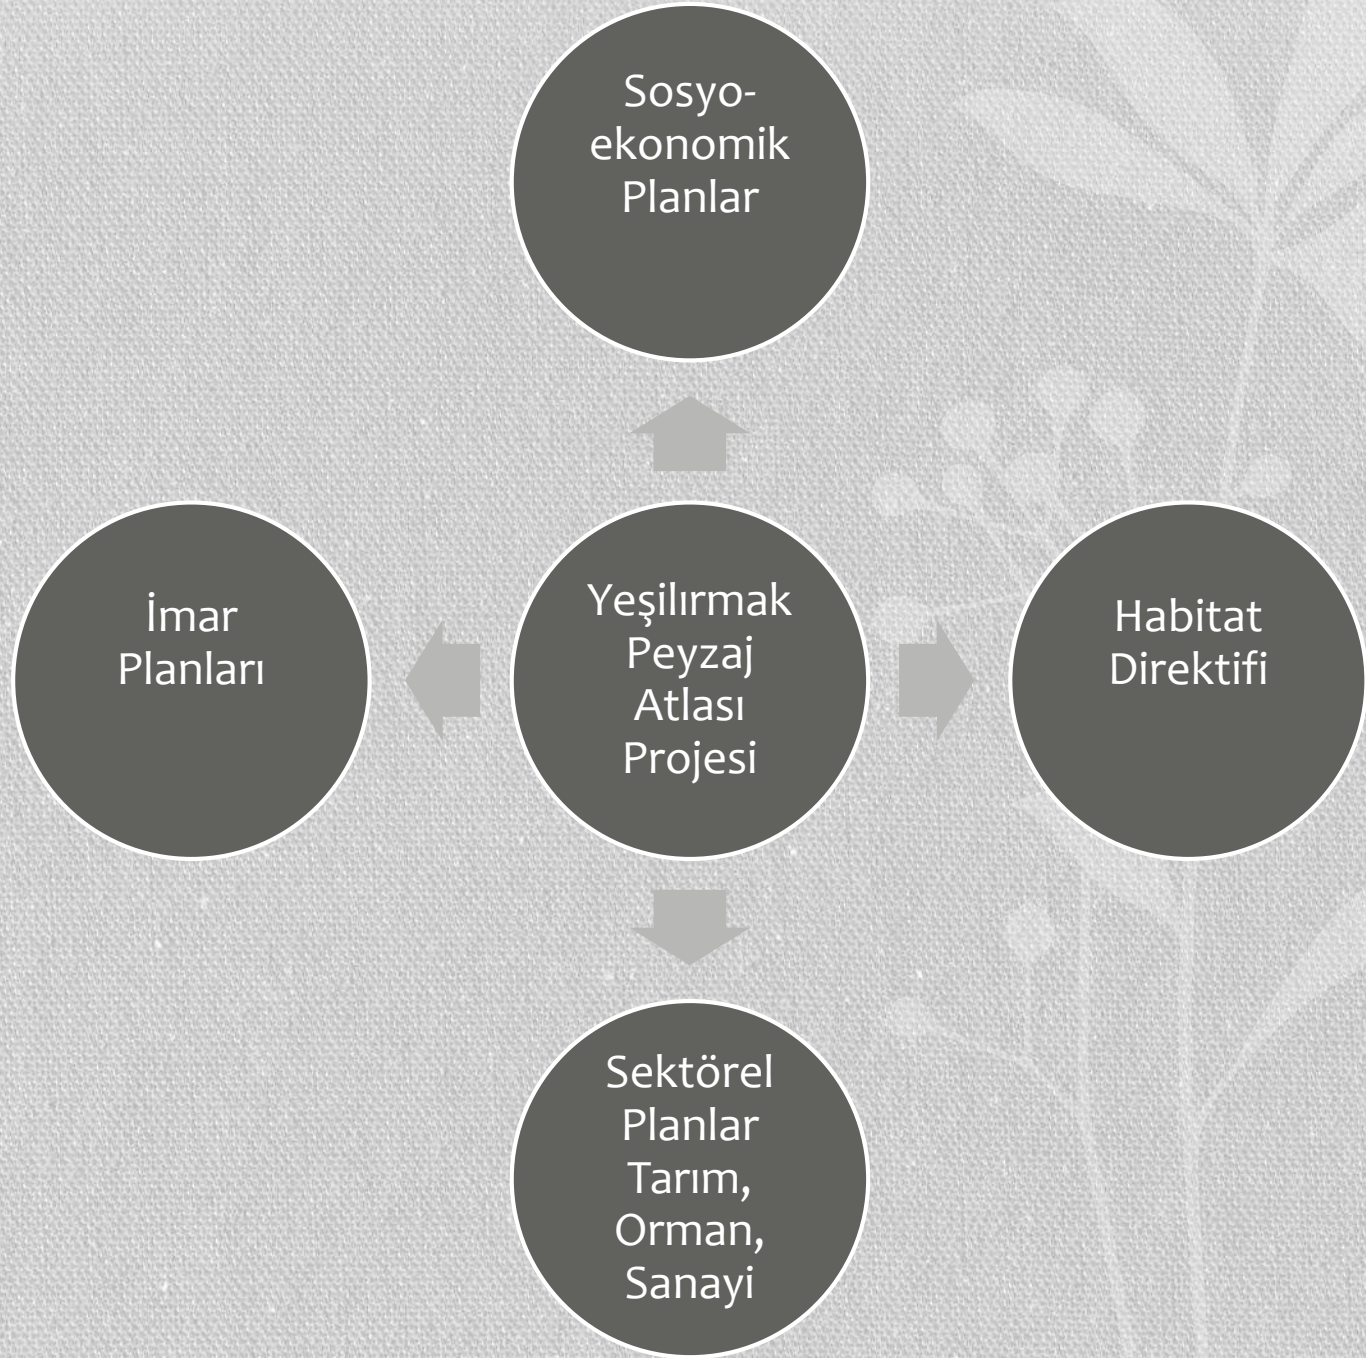 Sosyo-
ekonomik
Planlar
İmar
Planları
Yeşilırmak
Peyzaj
Atlası
Projesi
Habitat
Direktifi
Sektörel
Planlar
Tarım,
Orman,
Sanayi